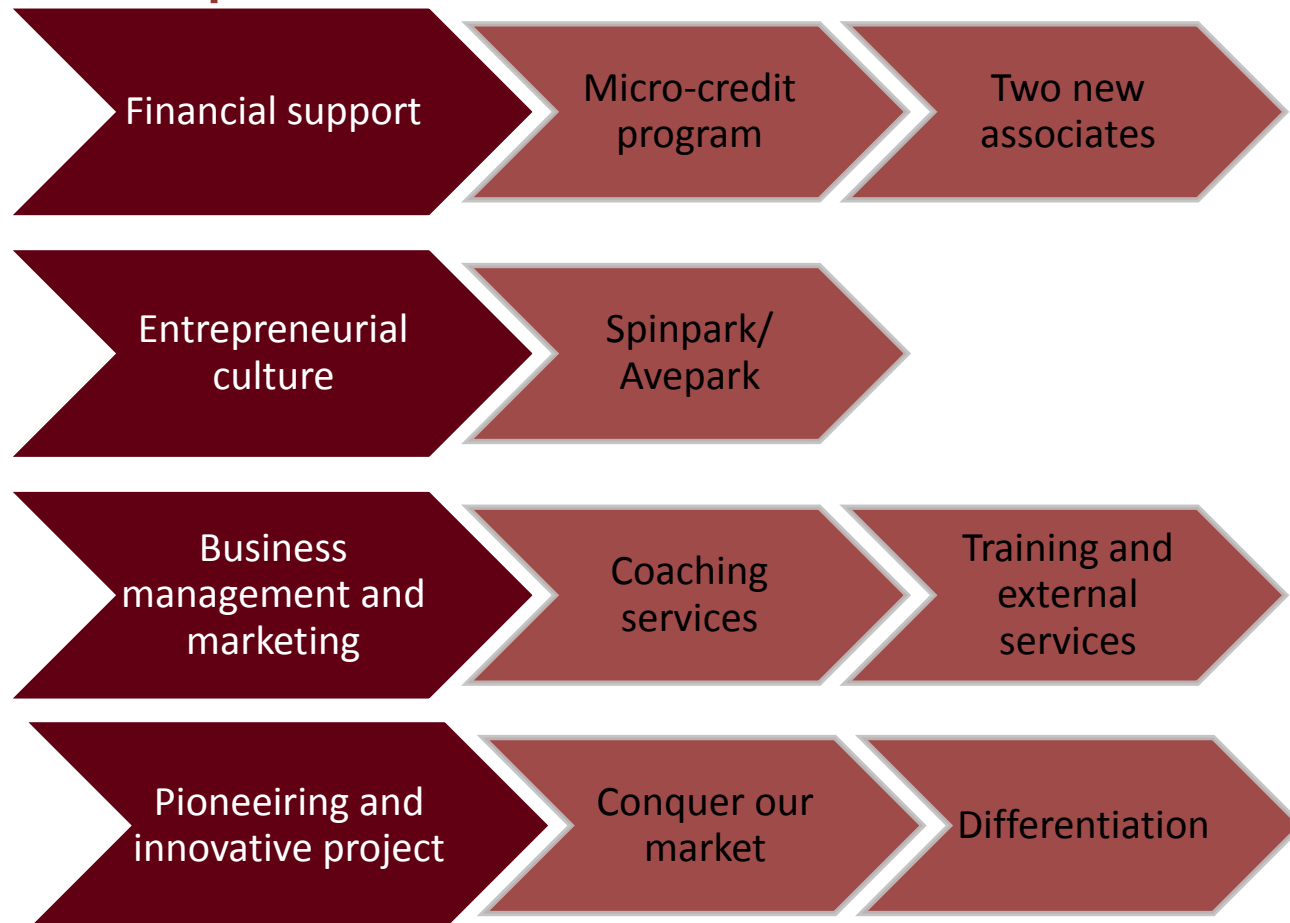 Financial support
Micro-credit
program
Two new
associates
Entrepreneurial
culture
Spinpark/
Avepark
Business
management and
marketing
Coaching
services
Training and
external
services
Pioneeiring and
innovative project
Conquer our
market
Differentiation